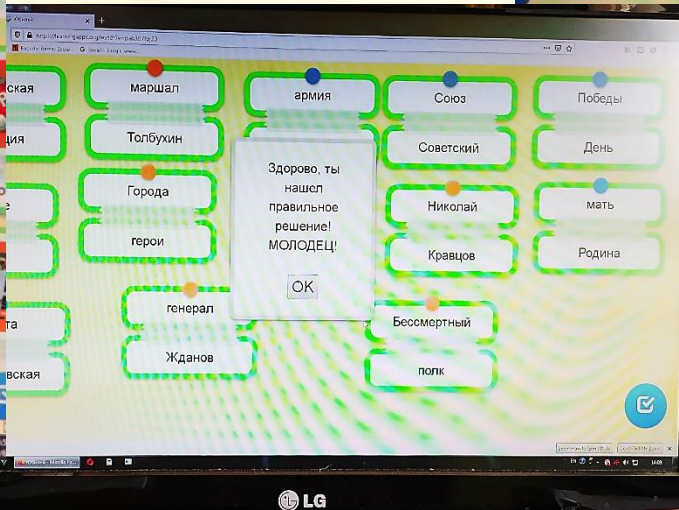 ская
маршал
армия
Союз
Победы
ция
Толбухин
Советский
День
Здорово, ты
нашел
правильное
решение!
МОЛОДЕЦ!
OK
Города
Николай
мать
герои
Кравцов
Родина
генерал
Бессмертный
та
Жданов
полк
вская
LG